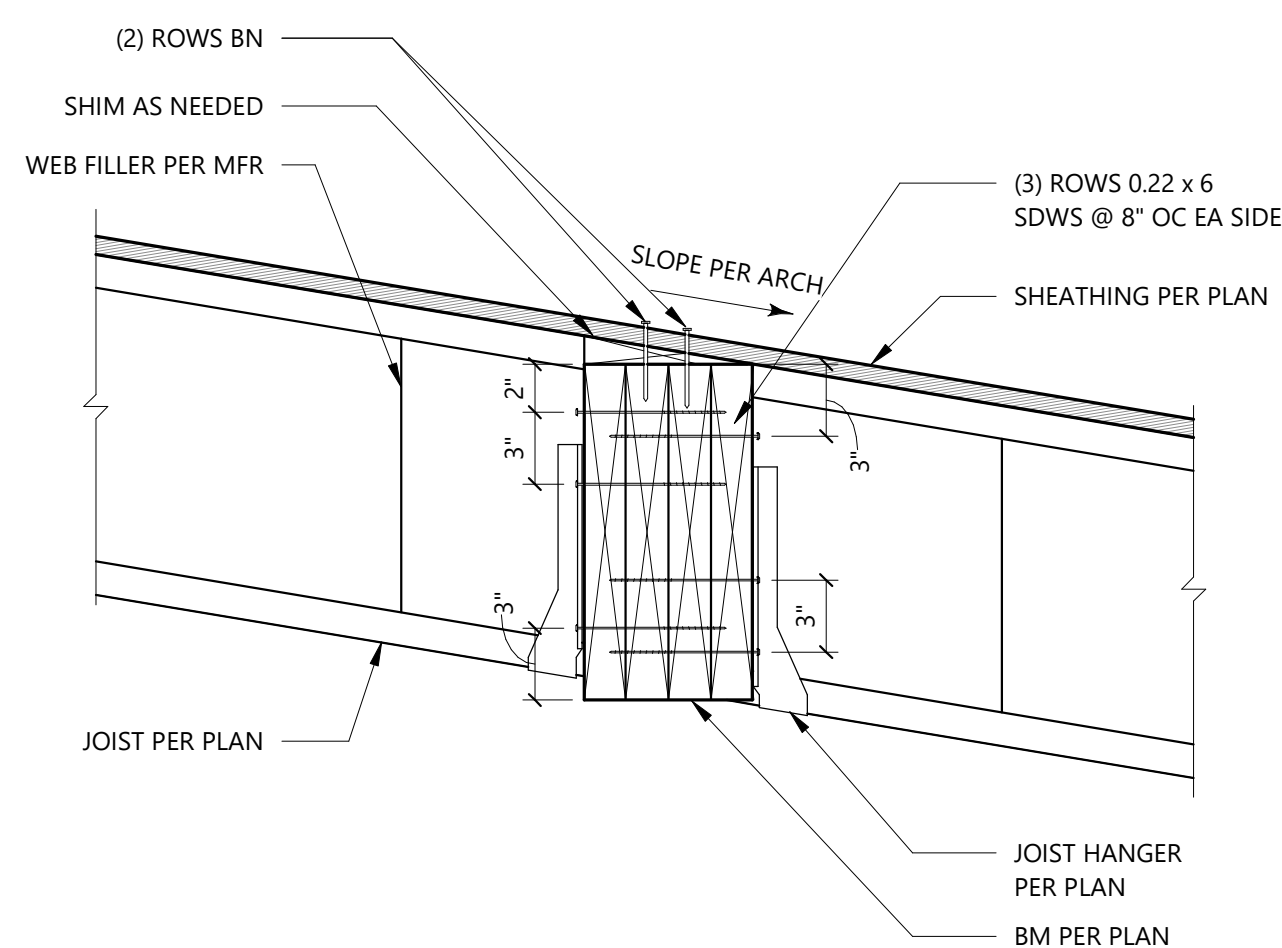 (2) ROWS BN
SHIM AS NEEDED
WEB FILLER PER MFR
(3) ROWS 0.22 x 6
SDWS @ 8" OC EA SIDE
SLOPE PER ARCH
SHEATHING PER PLAN
2"
3"
3"
3"
3"
JOIST PER PLAN
JOIST HANGER
PER PLAN
BM PER PLAN